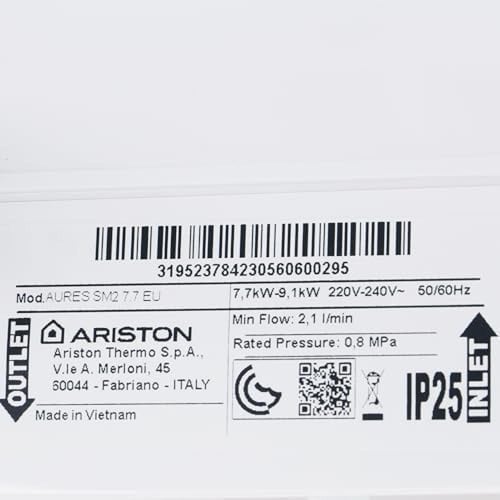 319523784230560600295
Mod.AURES SM2 7.7 EU
7,7kW-9,1kW 220V-240V~ 50/60Hz
ARISTON
Ariston Thermo S.p.A.,
V.le A. Merloni, 45
60044 - Fabriano - ITALY
Made in Vietnam
Min Flow: 2,1 l/min
Rated Pressure: 0,8 MPa
IP25
OUTLET
INLET